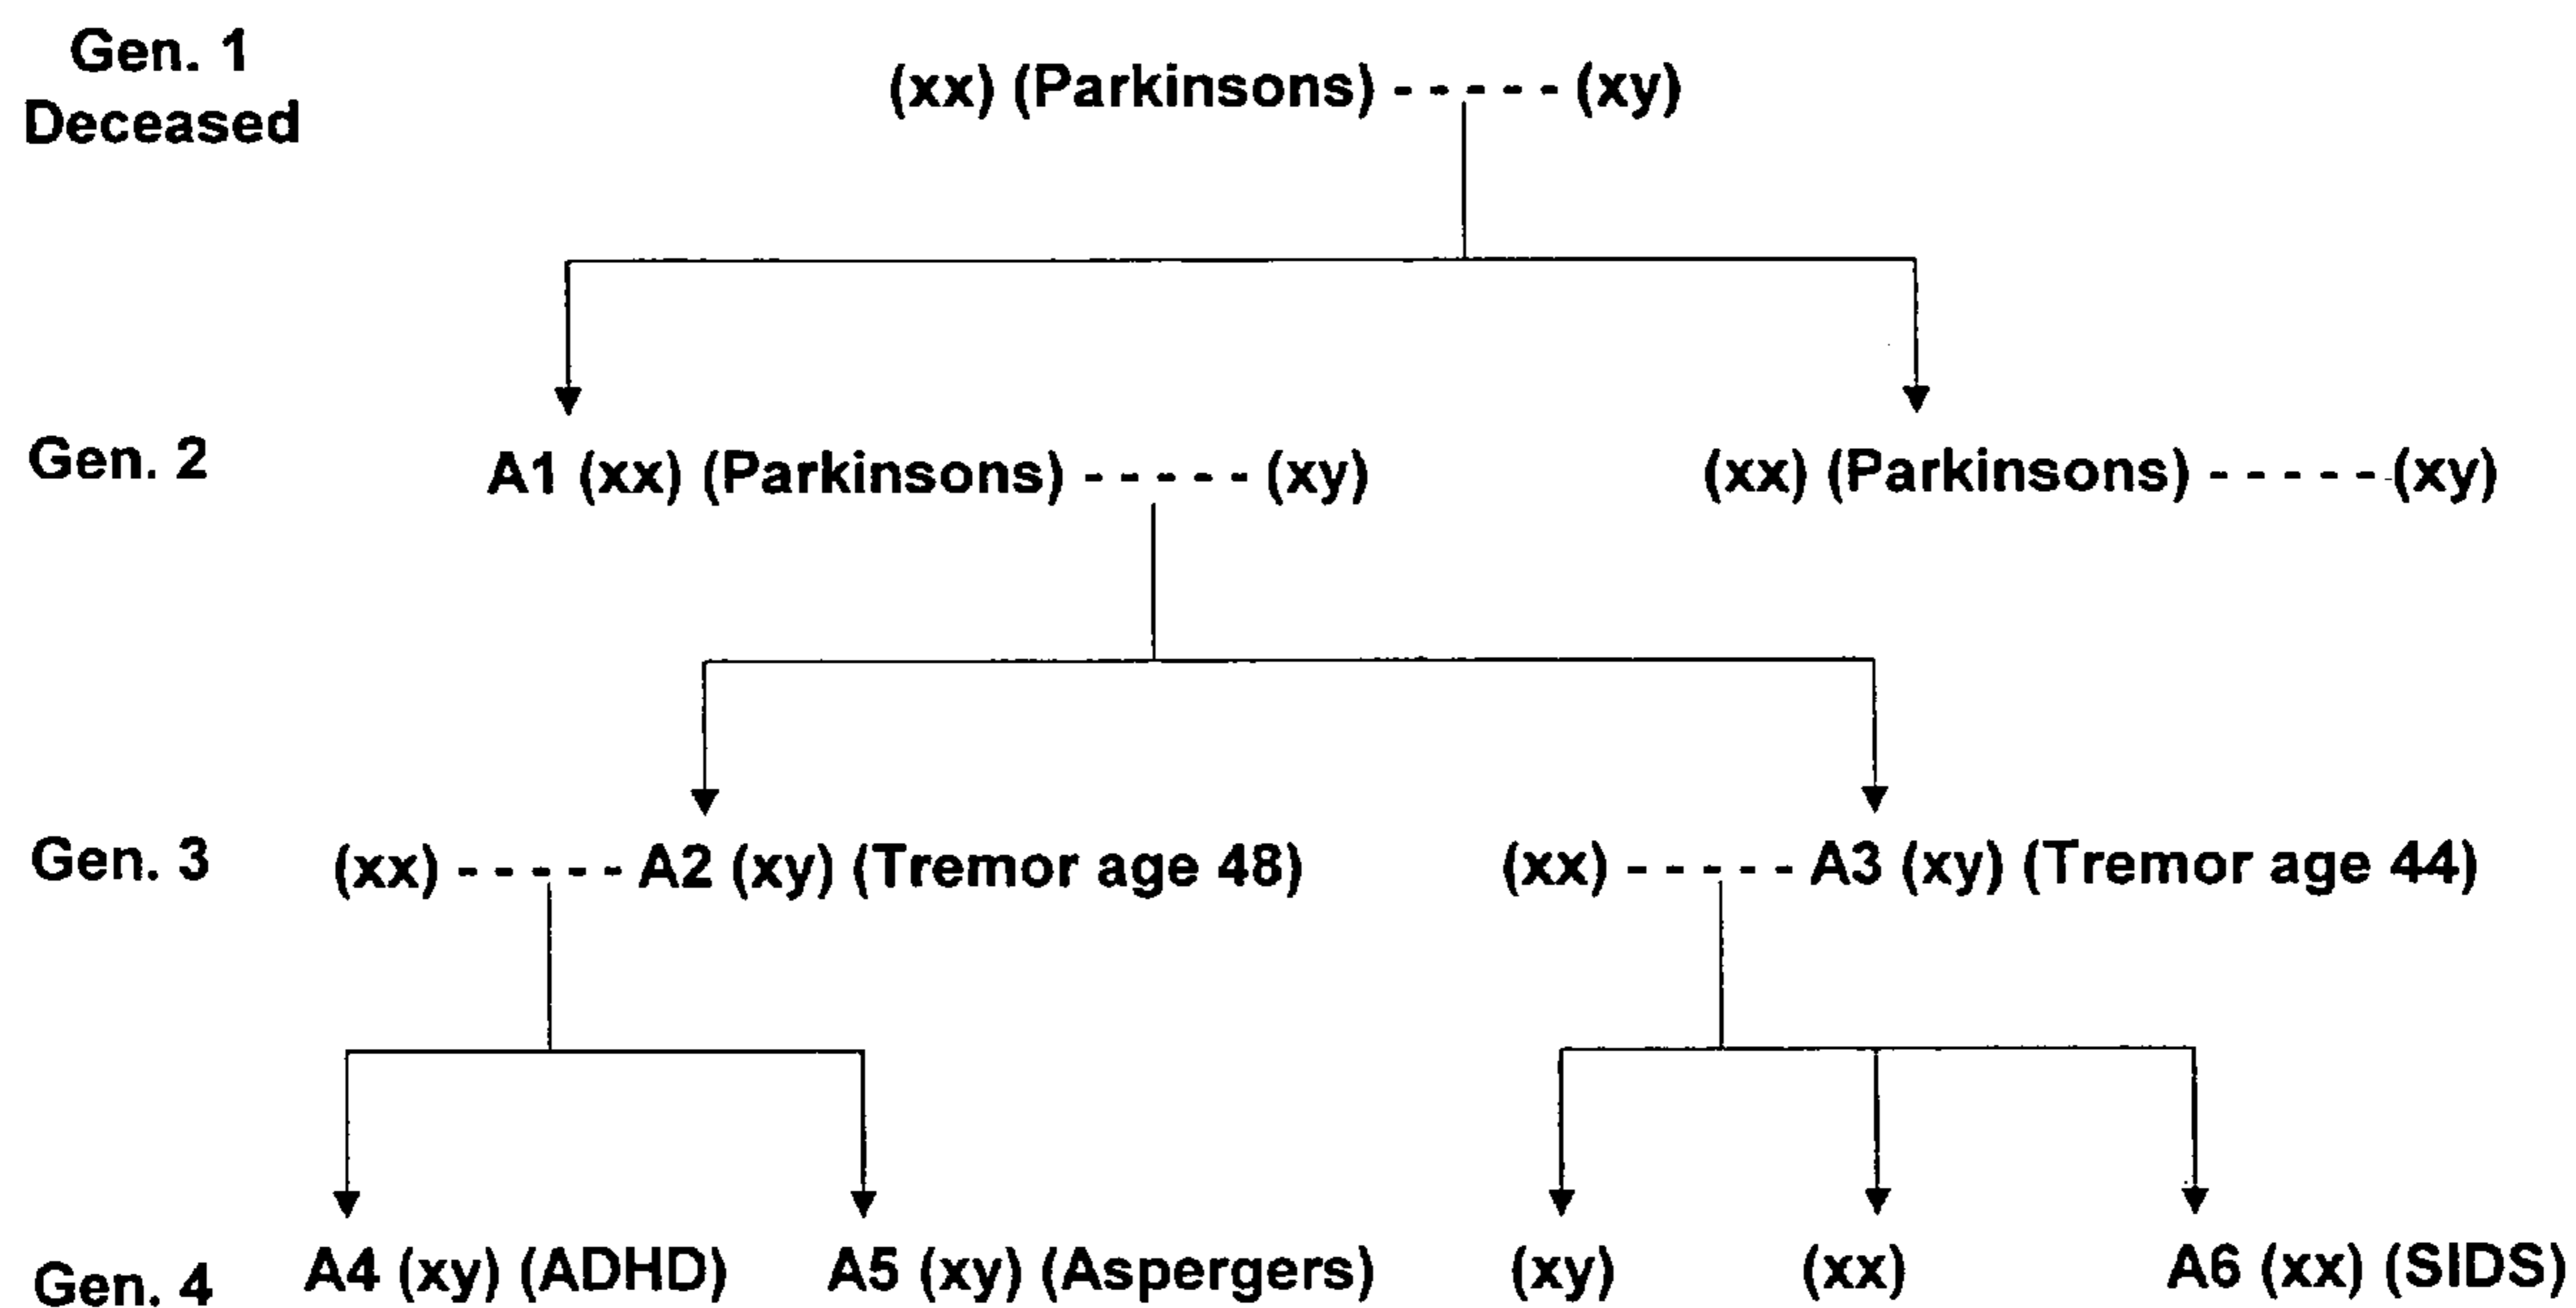 Gen. 1
Deceased
(xx) (Parkinsons) - - - - - (xy)
Gen. 2
A1 (xx) (Parkinsons) - - - - - (xy)
(xx) (Parkinsons) - - - - - (xy)
Gen. 3
(xx) - - - - - A2 (xy) (Tremor age 48)
(xx) - - - - - A3 (xy) (Tremor age 44)
Gen. 4
A4 (xy) (ADHD)
A5 (xy) (Aspergers)
(xy)
(xx)
A6 (xx) (SIDS)